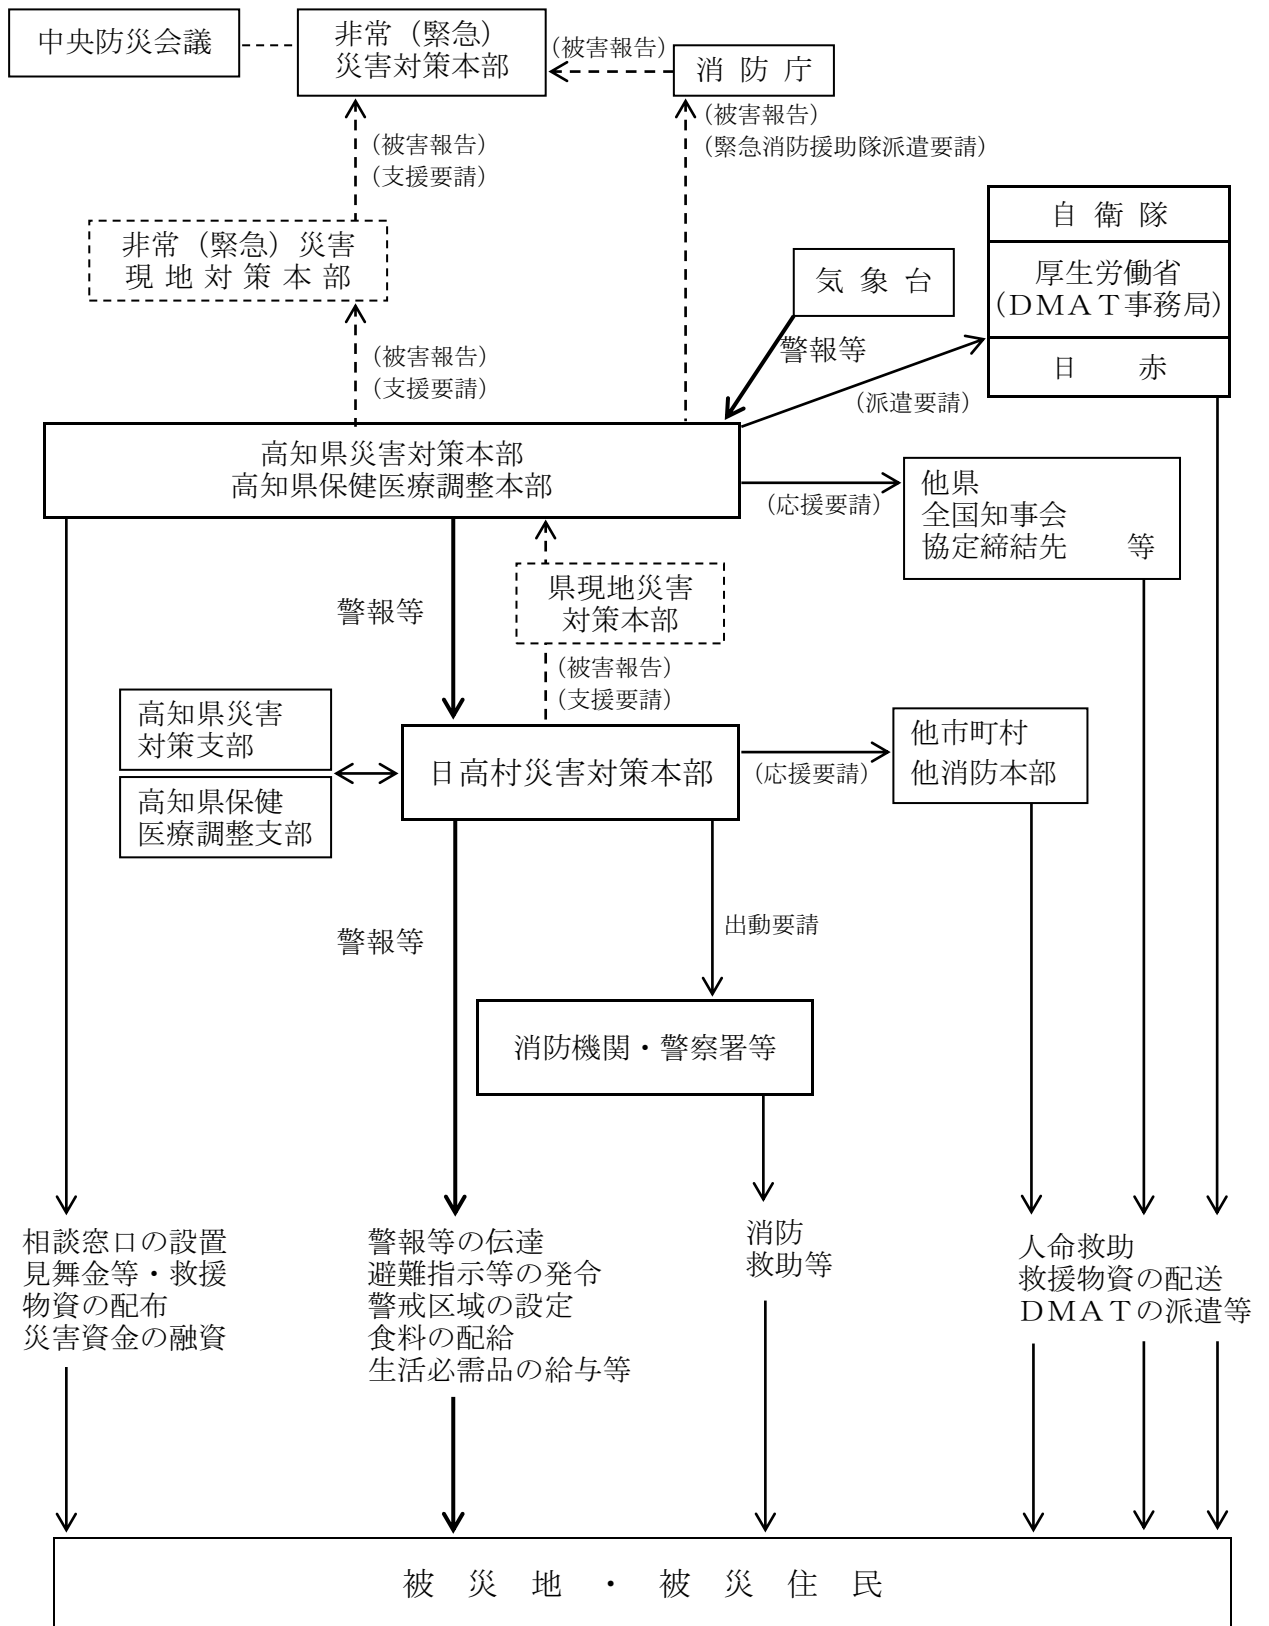 中央防災会議
非常（緊急）
災害対策本部
（被害報告）
消 防 庁
（被害報告）
（緊急消防援助隊派遣要請）
（被害報告）
（支援要請）
自 衛 隊
厚生労働省
（ＤＭＡＴ事務局）
日　　赤
非常（緊急）災害
現 地 対 策 本 部
気 象 台
警報等
（被害報告）
（支援要請）
（派遣要請）
高知県災害対策本部
高知県保健医療調整本部
（応援要請）
他県
全国知事会
協定締結先　　等
警報等
県現地災害
対策本部
（被害報告）
（支援要請）
高知県災害
対策支部
高知県保健
医療調整支部
日高村災害対策本部
（応援要請）
他市町村
他消防本部
警報等
出動要請
消防機関・警察署等
相談窓口の設置
見舞金等・救援
物資の配布
災害資金の融資
警報等の伝達
避難指示等の発令
警戒区域の設定
食料の配給
生活必需品の給与等
消防
救助等
人命救助
救援物資の配送
ＤＭＡＴの派遣等
被 災 地 ・ 被 災 住 民